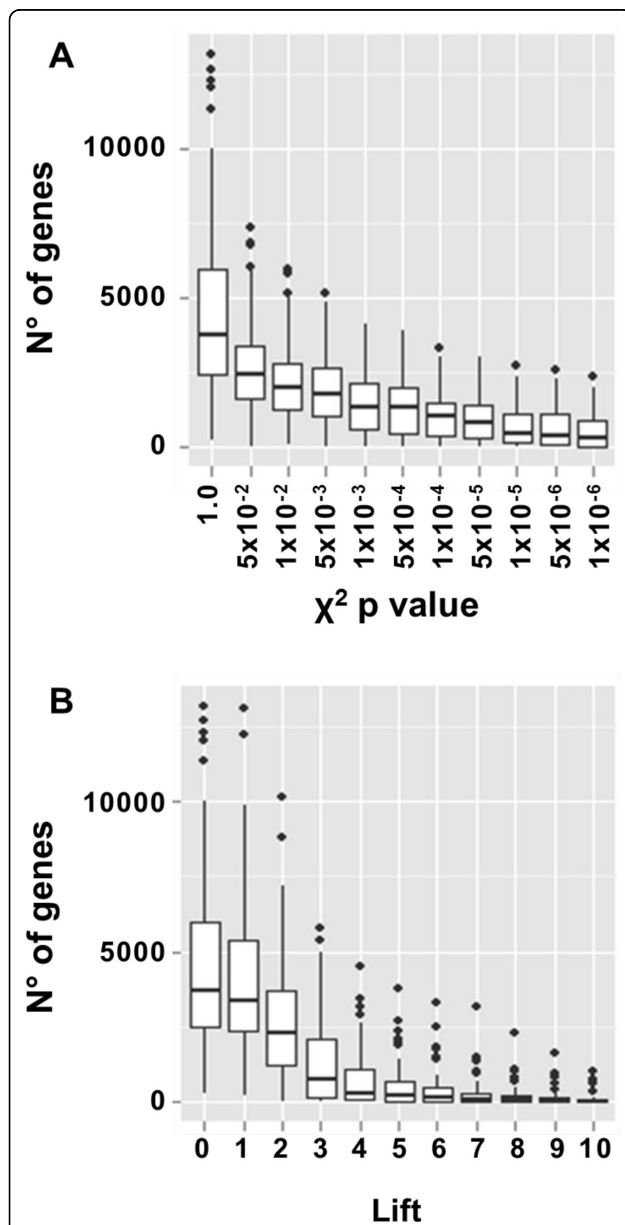 A
N° of genes
10000
5000
0
1.0
5x10⁻²
1x10⁻²
5x10⁻³
1x10⁻³
5x10⁻⁴
1x10⁻⁴
5x10⁻⁵
1x10⁻⁵
5x10⁻⁶
1x10⁻⁶
χ² p value
B
N° of genes
10000
5000
0
0 1 2 3 4 5 6 7 8 9 10
Lift